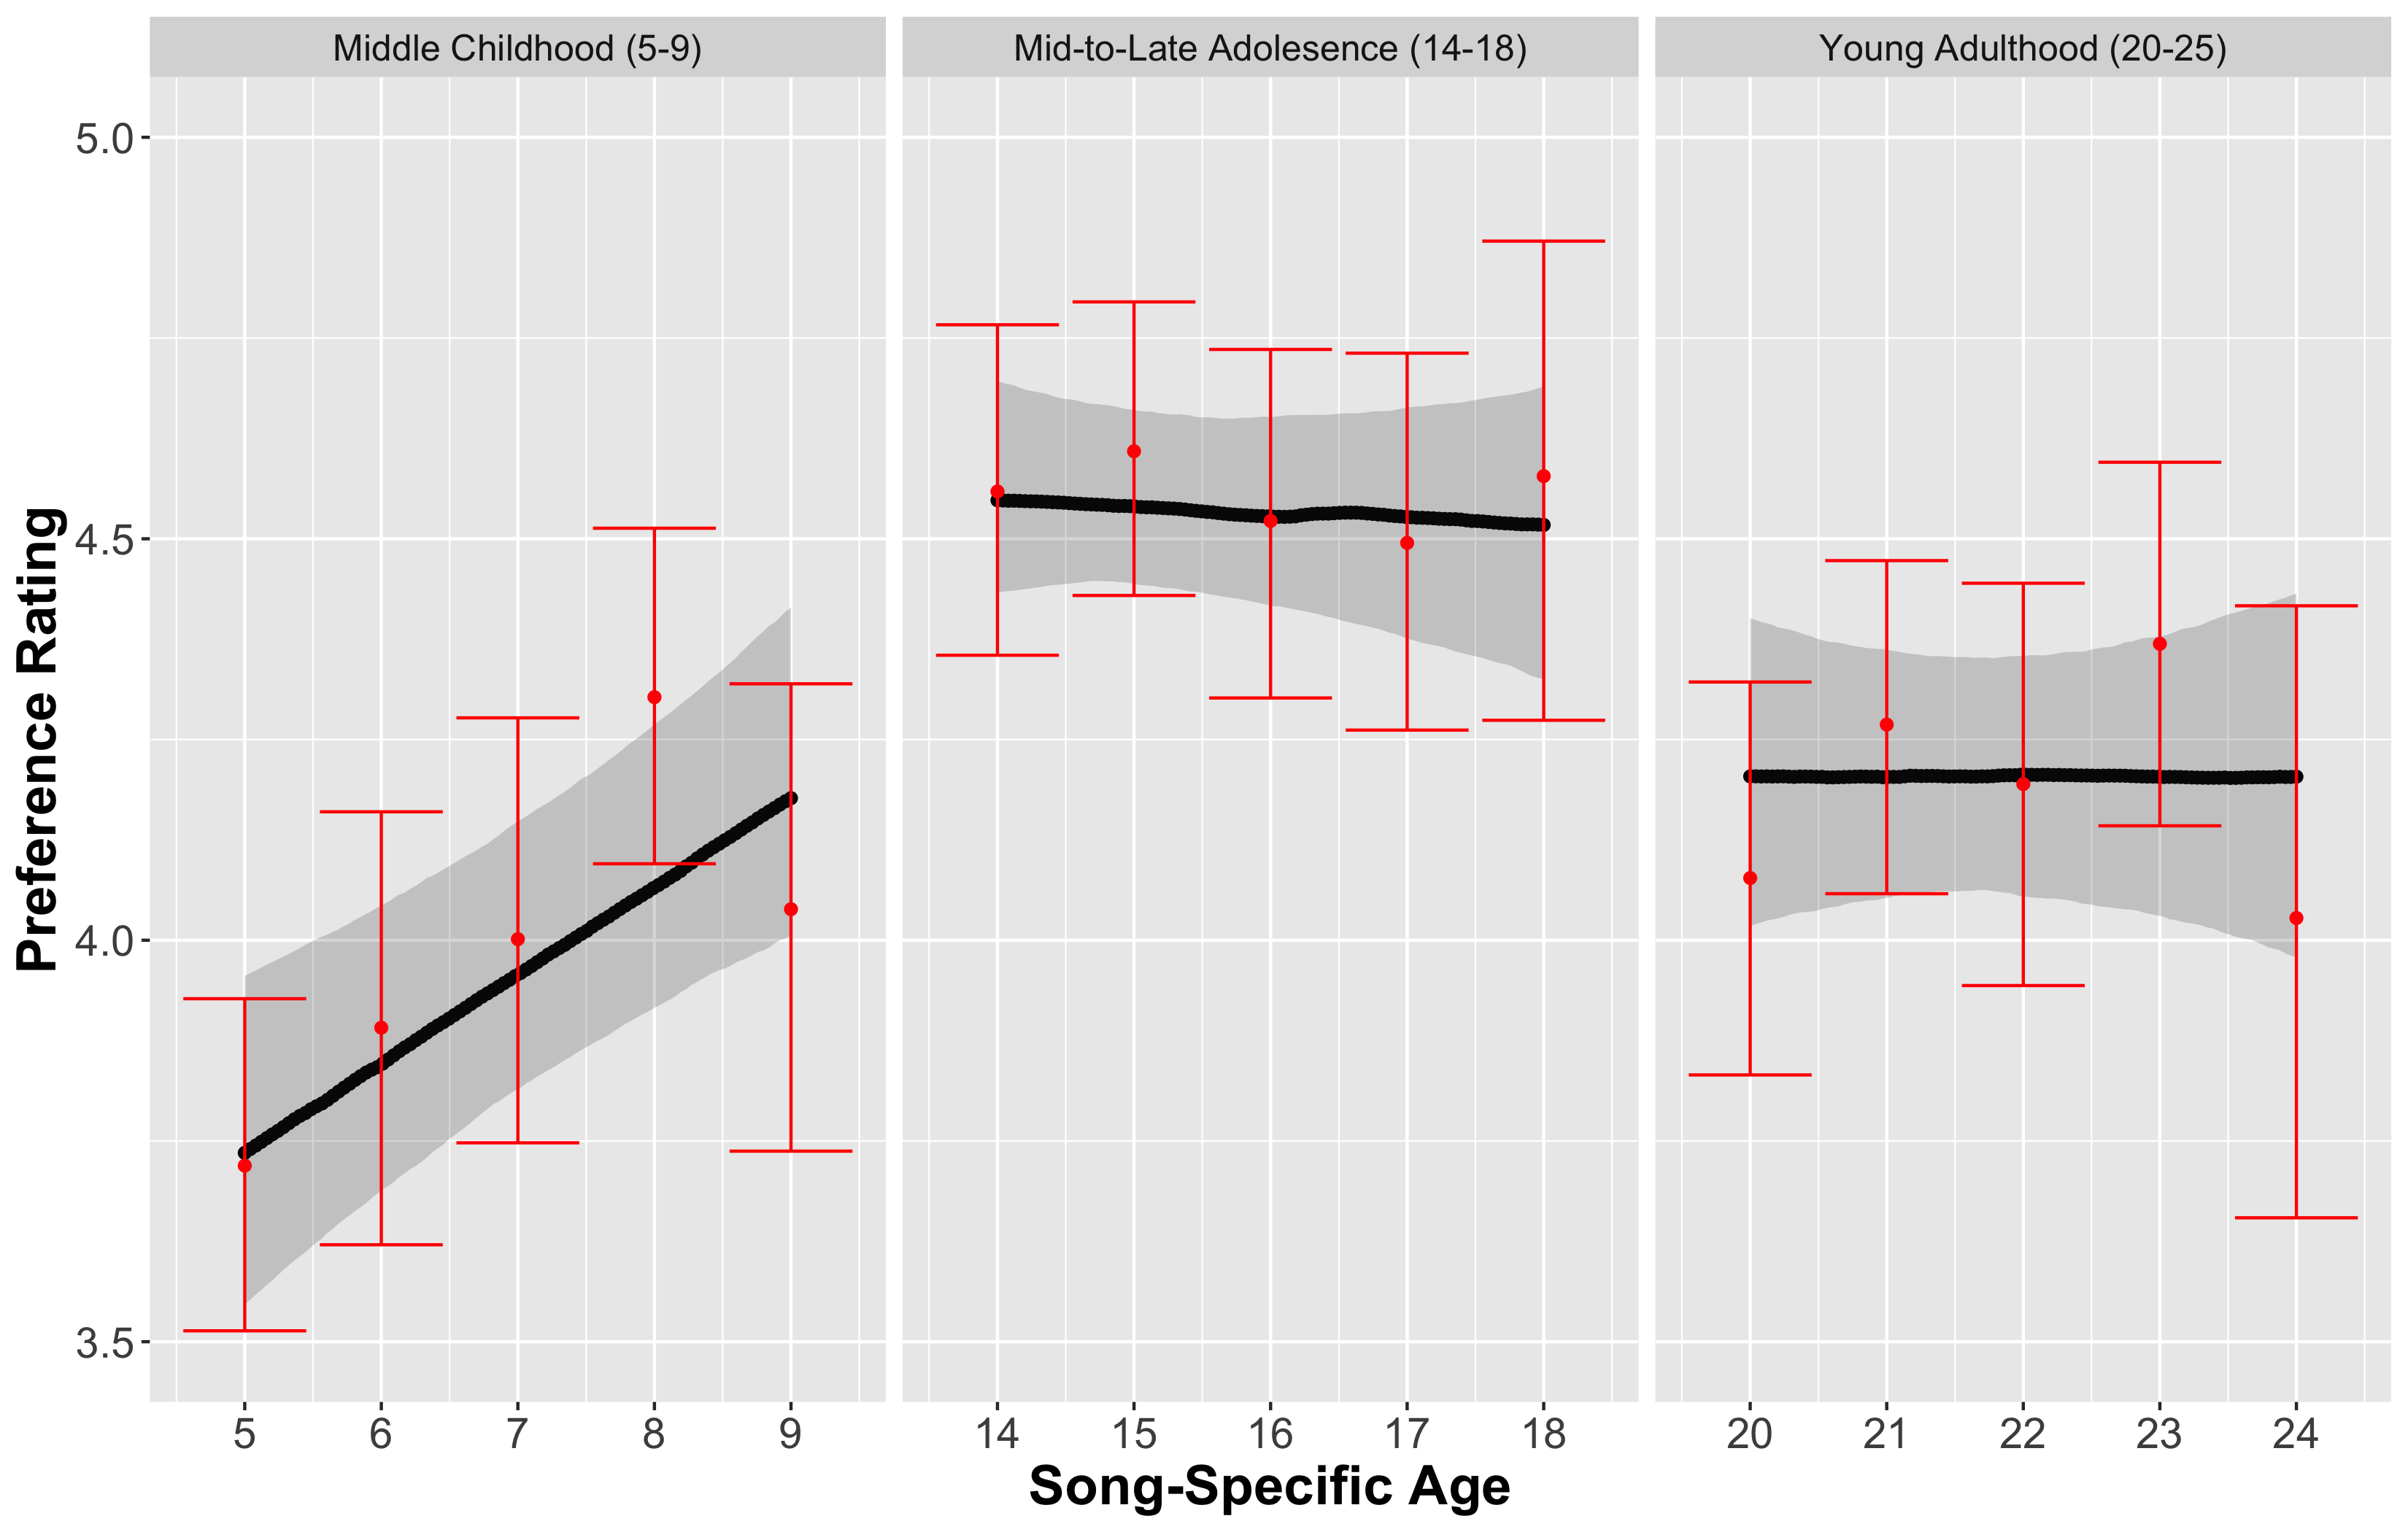 Middle Childhood (5-9)
Mid-to-Late Adolesence (14-18)
Young Adulthood (20-25)
5.0
4.5
4.0
3.5
Preference Rating
5 6 7 8 9
14 15 16 17 18
20 21 22 23 24
Song-Specific Age